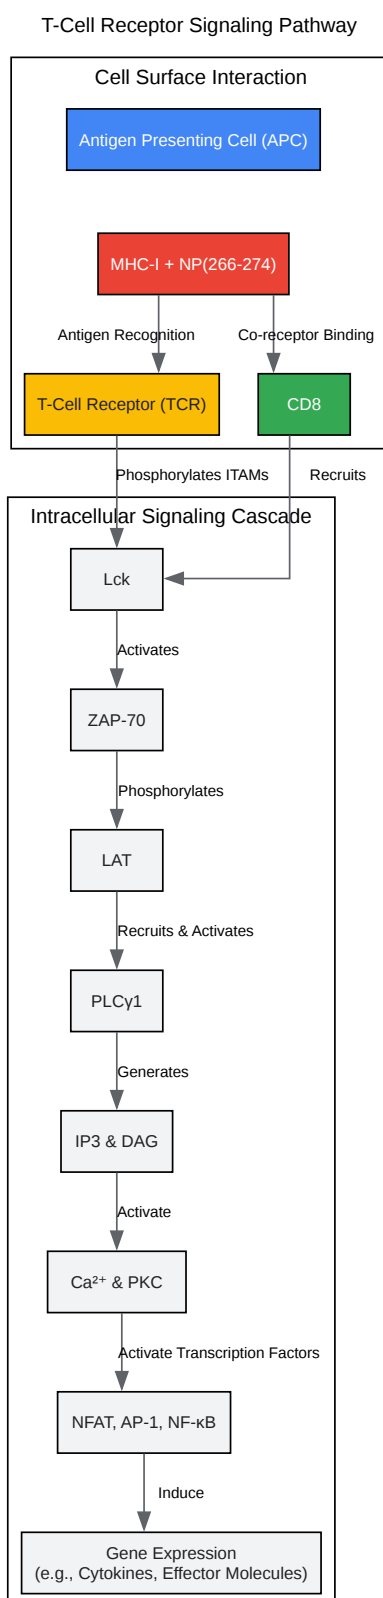 T-Cell Receptor Signaling Pathway
Cell Surface Interaction
Antigen Presenting Cell (APC)
MHC-I + NP(266-274)
Antigen Recognition
Co-receptor Binding
T-Cell Receptor (TCR)
CD8
Phosphorylates ITAMs
Recruits
Intracellular Signaling Cascade
Lck
Activates
ZAP-70
Phosphorylates
LAT
Recruits & Activates
PLCγ1
Generates
IP3 & DAG
Activate
Ca²⁺ & PKC
Activate Transcription Factors
NFAT, AP-1, NF-κB
Induce
Gene Expression
(e.g., Cytokines, Effector Molecules)